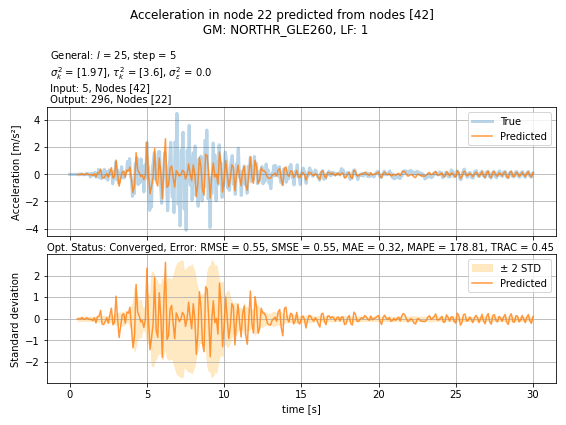 Acceleration in node 22 predicted from nodes [42]
GM: NORTHR_GLE260, LF: 1
General: l = 25, step = 5
σ²ₖ = [1.97], τ²ₖ = [3.6], σ²ε = 0.0
Input: 5, Nodes [42]
Output: 296, Nodes [22]
Acceleration [m/s²]
4
2
0
−2
−4
True
Predicted
Opt. Status: Converged, Error: RMSE = 0.55, SMSE = 0.55, MAE = 0.32, MAPE = 178.81, TRAC = 0.45
Standard deviation
2
1
0
−1
−2
± 2 STD
Predicted
0 5 10 15 20 25 30
time [s]